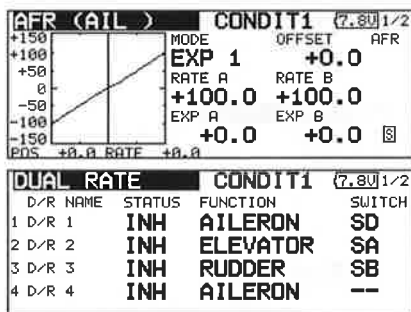 AFR (AIL ) CONDIT1 7.8V 1/2
+150 MODE OFFSET AFR
+100 EXP 1 +0.0
+50 RATE A RATE B
0 +100.0 +100.0
-50 EXP A EXP B
-100 +0.0 +0.0 S
-150
POS +0.0 RATE +0.0
DUAL RATE CONDIT1 7.8V 1/2
D/R NAME STATUS FUNCTION SWITCH
1 D/R 1 INH AILERON SD
2 D/R 2 INH ELEVATOR SA
3 D/R 3 INH RUDDER SB
4 D/R 4 INH AILERON --